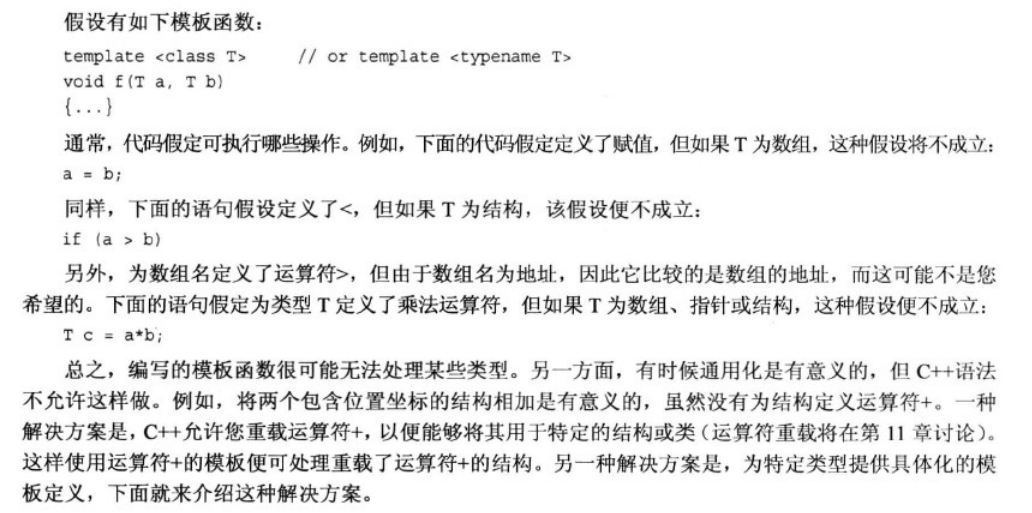 假设有如下模板函数：
template <class T>     // or template <typename T>
void f(T a, T b)
{...}
通常，代码假定可执行哪些操作。例如，下面的代码假定定义了赋值，但如果 T 为数组，这种假设将不成立：
a = b;
同样，下面的语句假设定义了<，但如果 T 为结构，该假设便不成立：
if (a > b)
另外，为数组名定义了运算符>，但由于数组名为地址，因此它比较的是数组的地址，而这可能不是您
希望的。下面的语句假定为类型 T 定义了乘法运算符，但如果 T 为数组、指针或结构，这种假设便不成立：
T c = a*b;
总之，编写的模板函数很可能无法处理某些类型。另一方面，有时候通用化是有意义的，但 C++语法
不允许这样做。例如，将两个包含位置坐标的结构相加是有意义的，虽然没有为结构定义运算符+。一种
解决方案是，C++允许您重载运算符+，以便能够将其用于特定的结构或类（运算符重载将在第 11 章讨论）。
这样使用运算符+的模板便可处理重载了运算符+的结构。另一种解决方案是，为特定类型提供具体化的模
板定义，下面就来介绍这种解决方案。